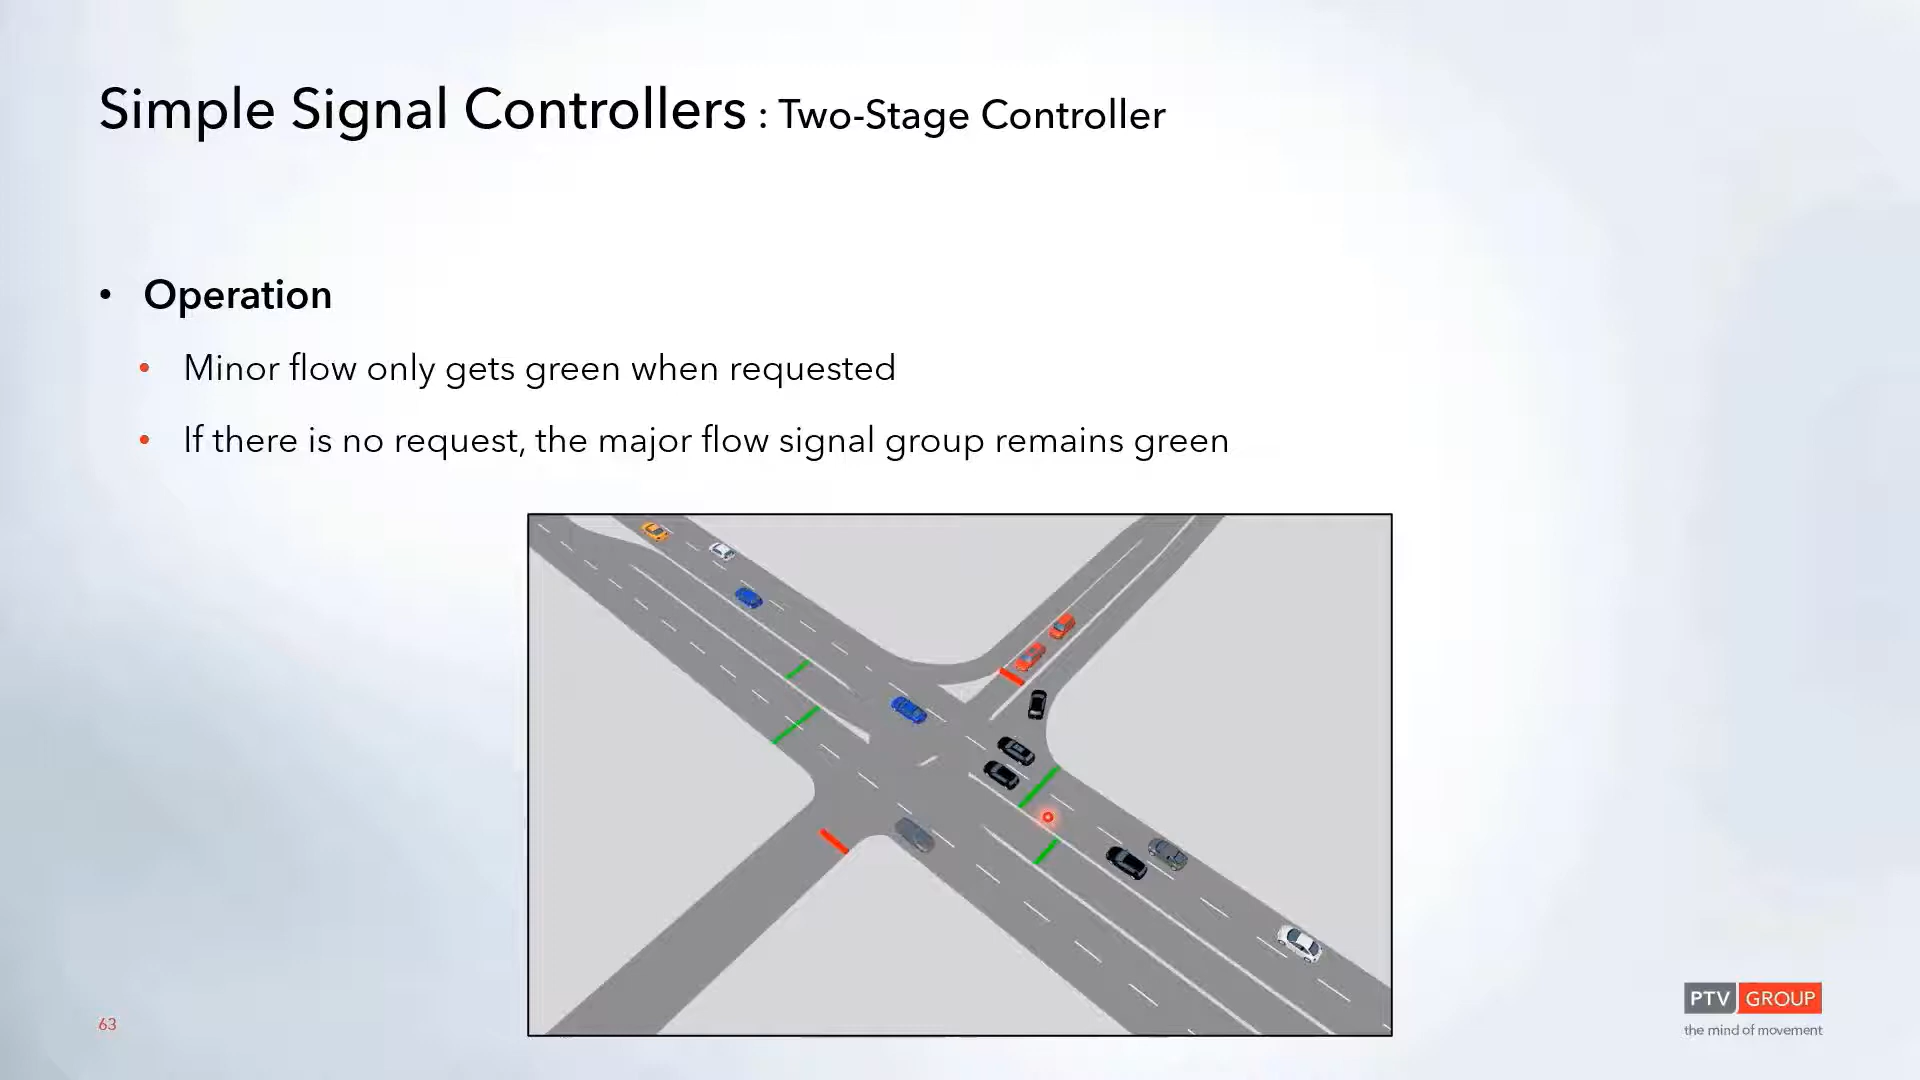 Simple Signal Controllers : Two-Stage Controller
• Operation
• Minor flow only gets green when requested
• If there is no request, the major flow signal group remains green
63
PTV GROUP
the mind of movement